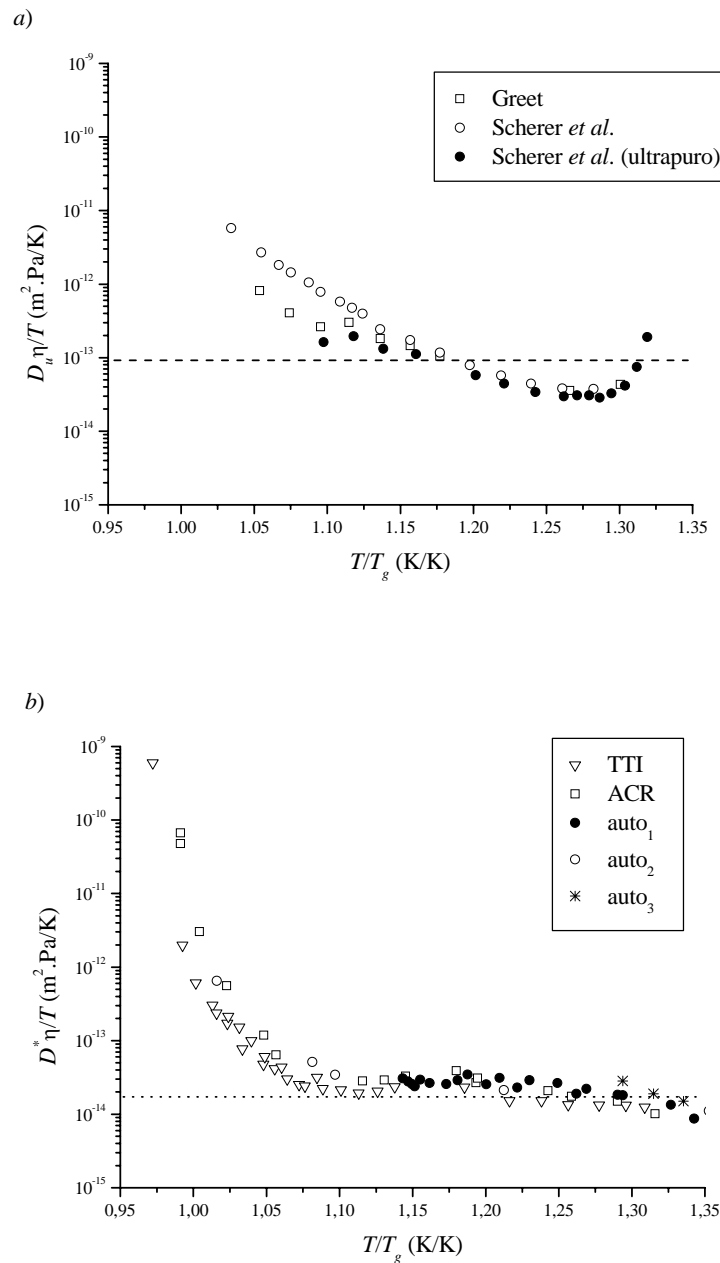 a)
10⁻⁹
10⁻¹⁰
10⁻¹¹
10⁻¹²
10⁻¹³
10⁻¹⁴
10⁻¹⁵
D_u η/T (m².Pa/K)
Greet
Scherer et al.
Scherer et al. (ultrapuro)
0.95 1.00 1.05 1.10 1.15 1.20 1.25 1.30 1.35
T/T_g (K/K)
b)
10⁻⁹
10⁻¹⁰
10⁻¹¹
10⁻¹²
10⁻¹³
10⁻¹⁴
10⁻¹⁵
D* η/T (m².Pa/K)
TTI
ACR
auto₁
auto₂
auto₃
0,95 1,00 1,05 1,10 1,15 1,20 1,25 1,30 1,35
T/T_g (K/K)